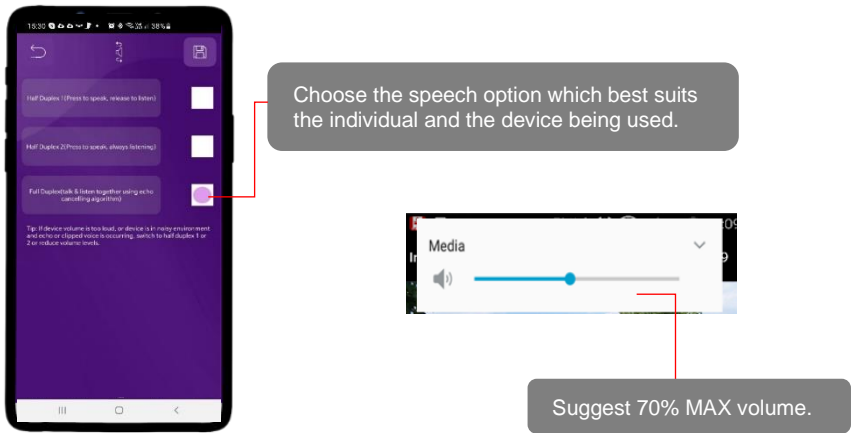 16:30
38%
Half Duplex 1(Press to speak, release to listen)
Half Duplex 2(Press to speak, always listening)
Full Duplex(talk & listen together using echo
cancelling algorithm)
Tip: If device volume is too loud, or device is in noisy environment
and echo or clipped voice is occurring, switch to half duplex 1 or
2 or reduce volume levels.
Choose the speech option which best suits
the individual and the device being used.
Media
Suggest 70% MAX volume.